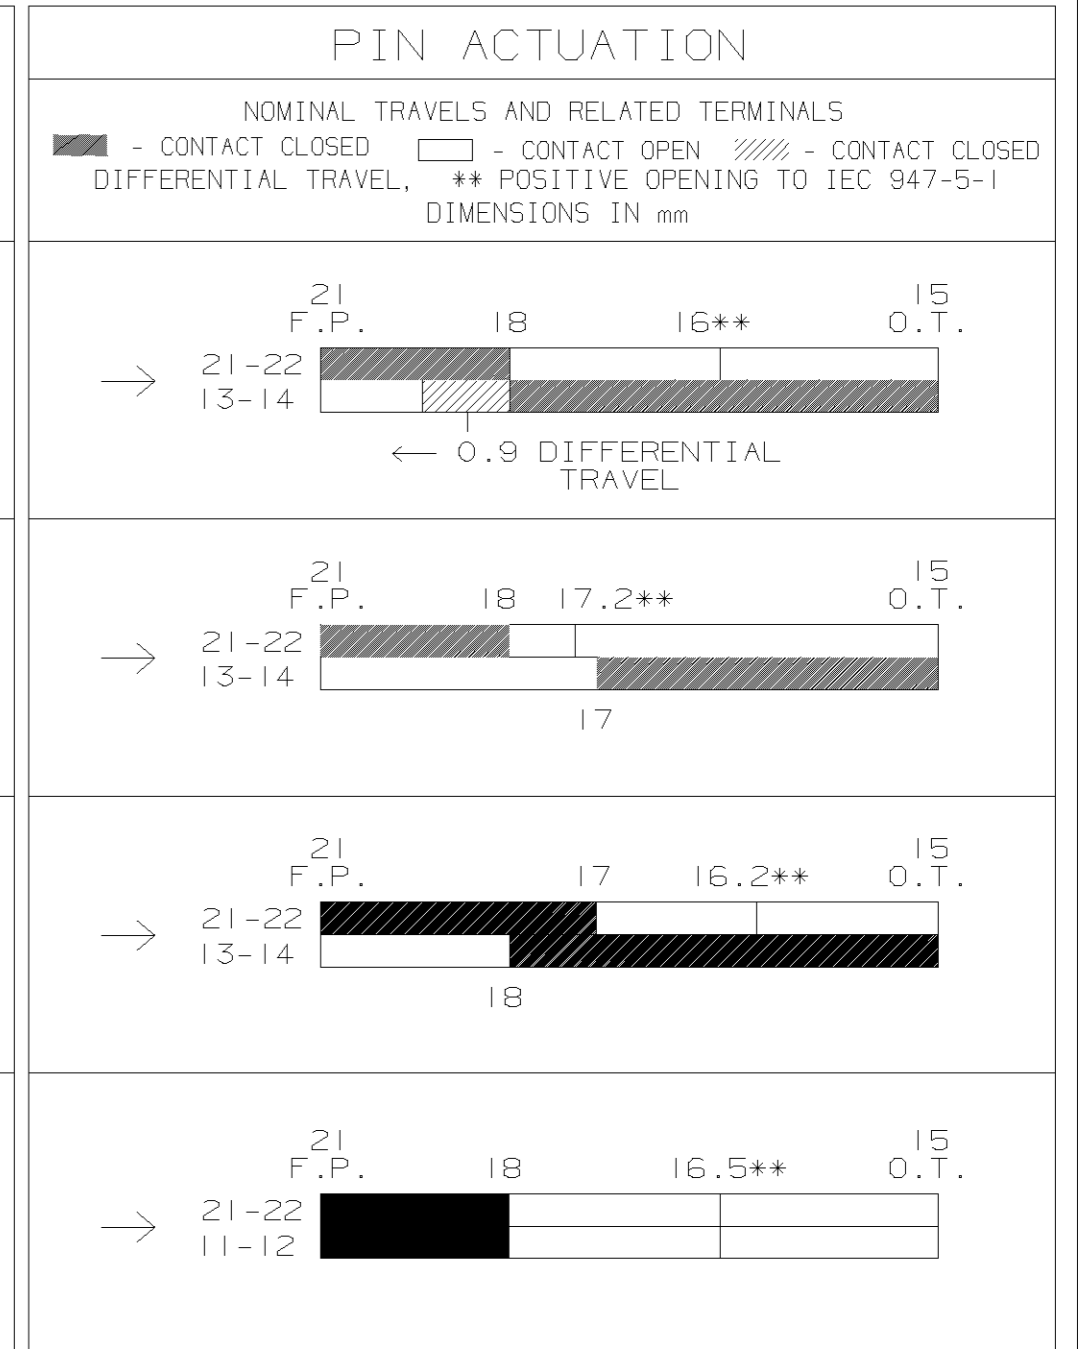 PIN ACTUATION
NOMINAL TRAVELS AND RELATED TERMINALS
- CONTACT CLOSED - CONTACT OPEN - CONTACT CLOSED
DIFFERENTIAL TRAVEL, ** POSITIVE OPENING TO IEC 947-5-1
DIMENSIONS IN mm
21 15
F.P. 18 16** O.T.
21-22
13-14
0.9 DIFFERENTIAL
TRAVEL
21 15
F.P. 18 17.2** O.T.
21-22
13-14
17
21 15
F.P. 17 16.2** O.T.
21-22
13-14
18
21 15
F.P. 18 16.5** O.T.
21-22
11-12